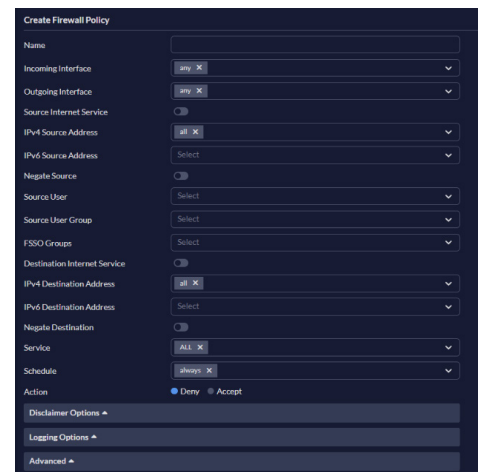 Create Firewall Policy
Name
Incoming Interface any ×
Outgoing Interface any ×
Source Internet Service
IPv4 Source Address all ×
IPv6 Source Address Select
Negate Source
Source User Select
Source User Group Select
FSSO Groups Select
Destination Internet Service
IPv4 Destination Address all ×
IPv6 Destination Address Select
Negate Destination
Service ALL ×
Schedule always ×
Action Deny Accept
Disclaimer Options
Logging Options
Advanced